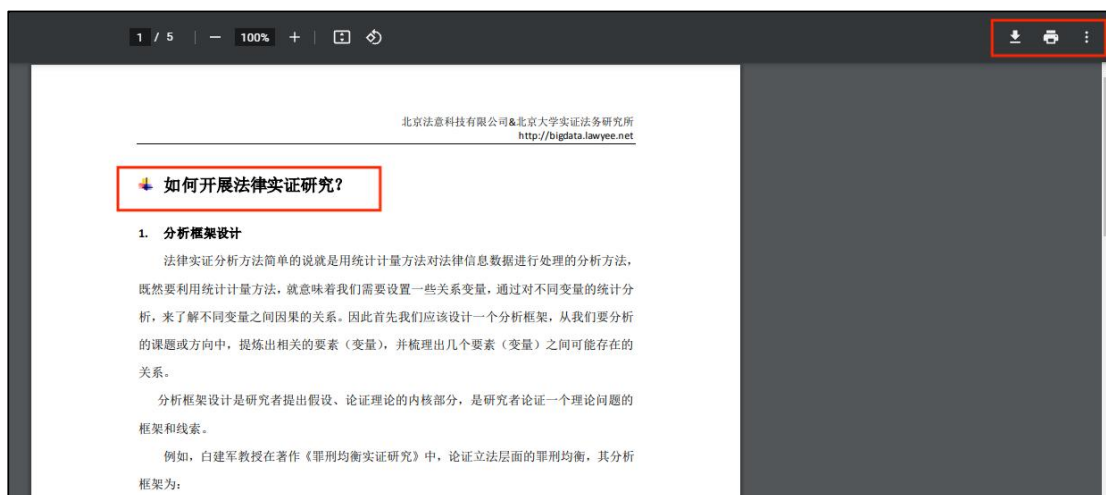 1 / 5 | − 100% + |
北京法意科技有限公司&北京大学实证法务研究所
http://bigdata.lawyee.net
如何开展法律实证研究？
1. 分析框架设计
法律实证分析方法简单的说就是用统计计量方法对法律信息数据进行处理的分析方法，
既然要利用统计计量方法，就意味着我们需要设置一些关系变量，通过对不同变量的统计分
析，来了解不同变量之间因果的关系。因此首先我们应该设计一个分析框架，从我们要分析
的课题或方向中，提炼出相关的要素（变量），并梳理出几个要素（变量）之间可能存在的
关系。
分析框架设计是研究者提出假设、论证理论的内核部分，是研究者论证一个理论问题的
框架和线索。
例如，白建军教授在著作《罪刑均衡实证研究》中，论证立法层面的罪刑均衡，其分析
框架为：